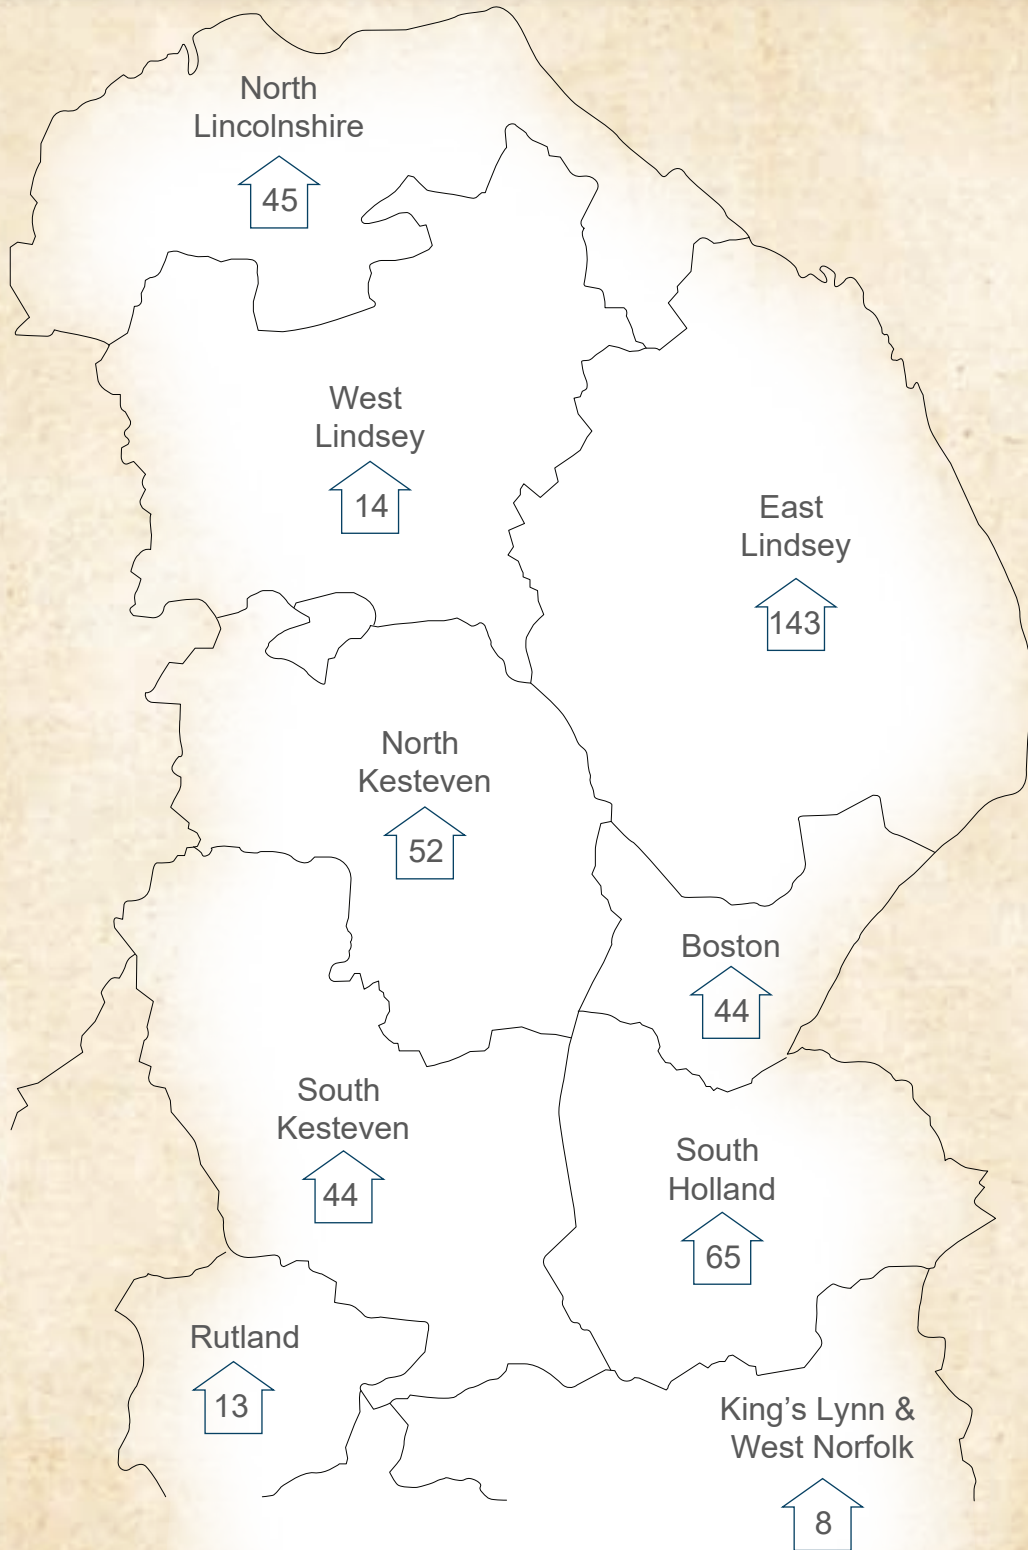 North
Lincolnshire
45
West
Lindsey
14
East
Lindsey
143
North
Kesteven
52
Boston
44
South
Kesteven
44
South
Holland
65
Rutland
13
King’s Lynn &
West Norfolk
8